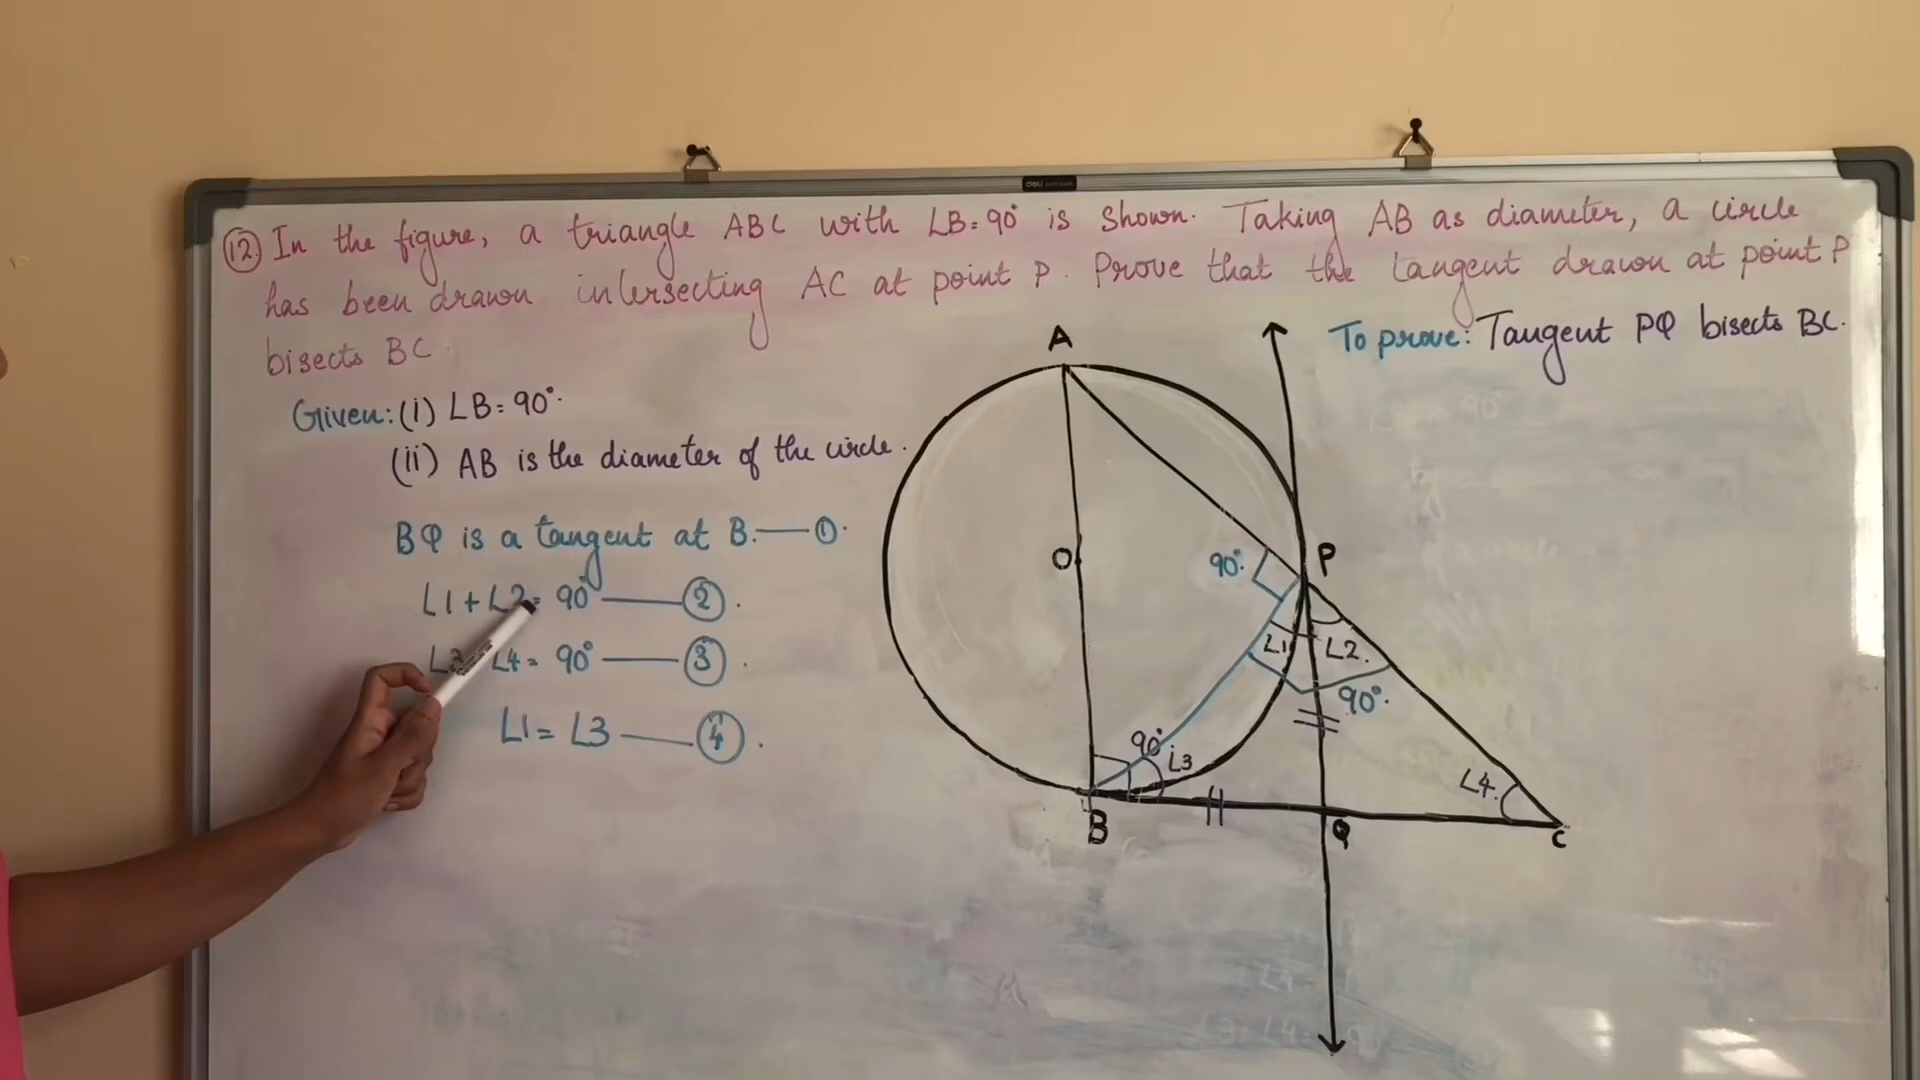 ⑫ In the figure, a triangle ABC with ∠B=90° is shown. Taking AB as diameter, a circle
has been drawn intersecting AC at point P. Prove that the tangent drawn at point P
bisects BC
To prove: Tangent PQ bisects BC.
Given: (i) ∠B=90°.
(ii) AB is the diameter of the circle.
BQ is a tangent at B. — ①.
∠1+∠2= 90° — ②.
∠4= 90° — ③.
∠1= ∠3 — ④.
A
O
90°
P
∠1
∠2.
90°.
90°
∠3
∠4.
B
Q
C
deli